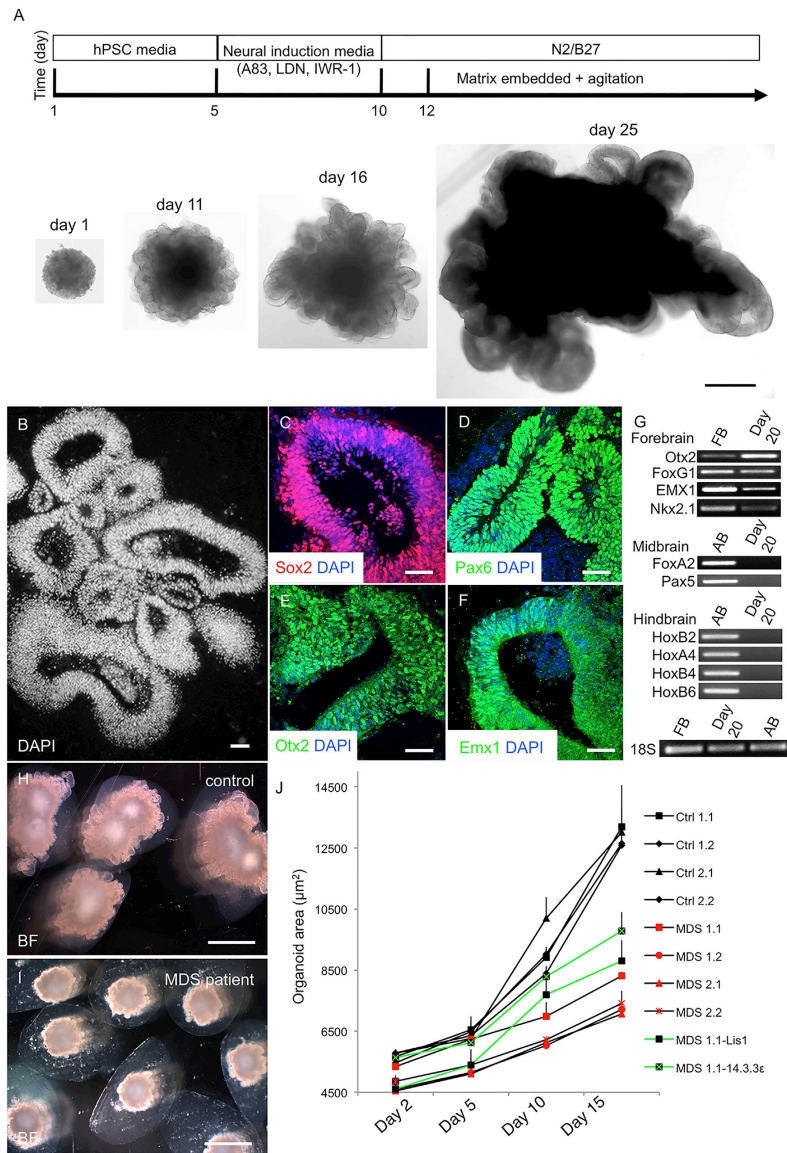 A
Time (day)
hPSC media
Neural induction media
(A83, LDN, IWR-1)
N2/B27
Matrix embedded + agitation
1
5
10
12
day 1
day 11
day 16
day 25
B
DAPI
C
Sox2 DAPI
D
Pax6 DAPI
E
Otx2 DAPI
F
Emx1 DAPI
G
Forebrain
FB
Day 20
Otx2
FoxG1
EMX1
Nkx2.1
Midbrain
AB
Day 20
FoxA2
Pax5
Hindbrain
AB
Day 20
HoxB2
HoxA4
HoxB4
HoxB6
FB
Day 20
AB
18S
H
control
BF
I
MDS patient
BF
J
Organoid area (µm²)
14500
12500
10500
8500
6500
4500
Day 2
Day 5
Day 10
Day 15
Ctrl 1.1
Ctrl 1.2
Ctrl 2.1
Ctrl 2.2
MDS 1.1
MDS 1.2
MDS 2.1
MDS 2.2
MDS 1.1-Lis1
MDS 1.1-14.3.3ε